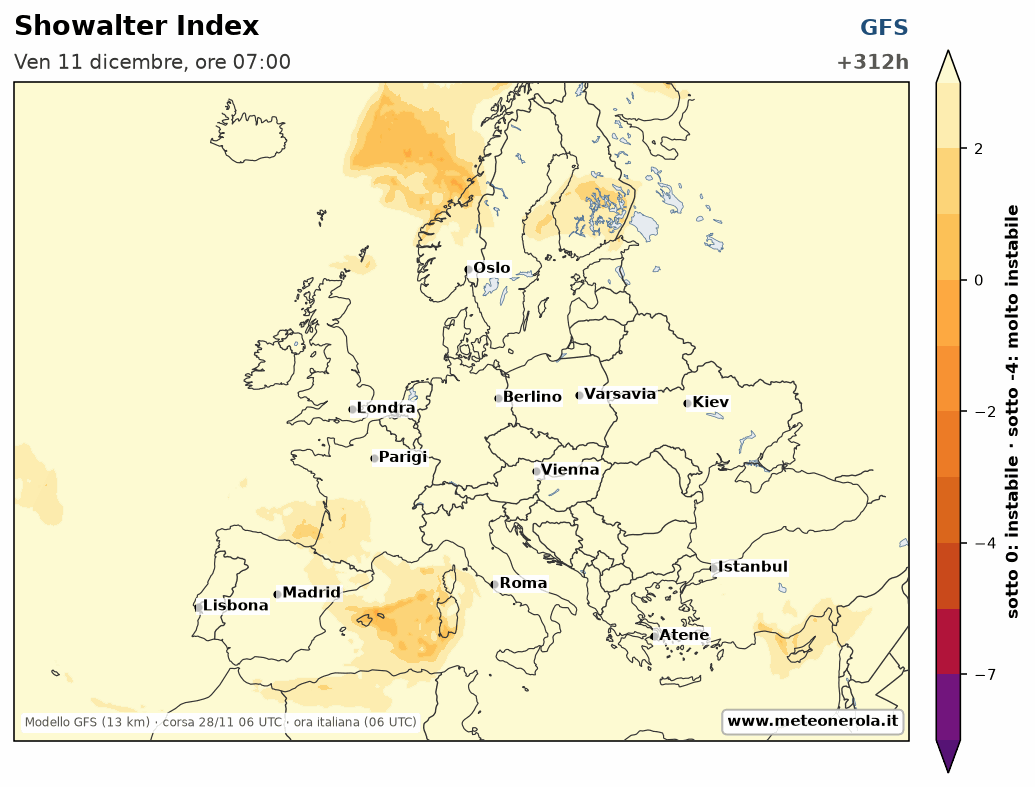 Showalter Index
GFS
Ven 11 dicembre, ore 07:00
+312h
Oslo
Berlino
Varsavia
Kiev
Londra
Parigi
Vienna
Istanbul
Roma
Madrid
Lisbona
Atene
2
0
−2
−4
−7
sotto 0: instabile · sotto -4: molto instabile
Modello GFS (13 km) · corsa 28/11 06 UTC · ora italiana (06 UTC)
www.meteonerola.it